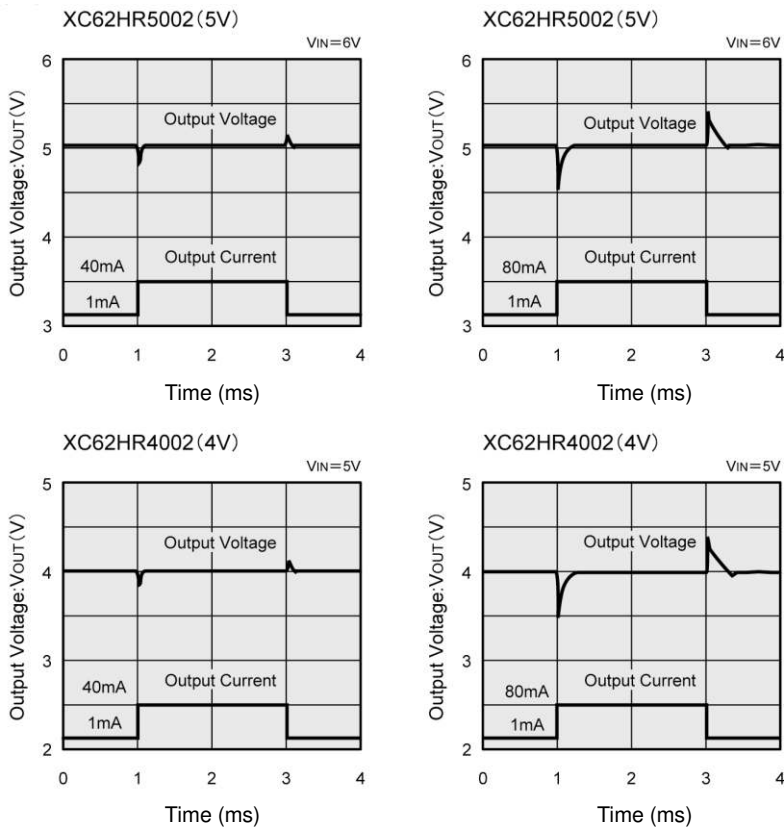 XC62HR5002(5V)
VIN=6V
Output Voltage:VOUT(V)
6
5
4
3
Output Voltage
Output Current
40mA
1mA
0 1 2 3 4
Time (ms)
XC62HR5002(5V)
VIN=6V
Output Voltage:VOUT(V)
6
5
4
3
Output Voltage
Output Current
80mA
1mA
0 1 2 3 4
Time (ms)
XC62HR4002(4V)
VIN=5V
Output Voltage:VOUT(V)
5
4
3
2
Output Voltage
Output Current
40mA
1mA
0 1 2 3 4
Time (ms)
XC62HR4002(4V)
VIN=5V
Output Voltage:VOUT(V)
5
4
3
2
Output Voltage
Output Current
80mA
1mA
0 1 2 3 4
Time (ms)